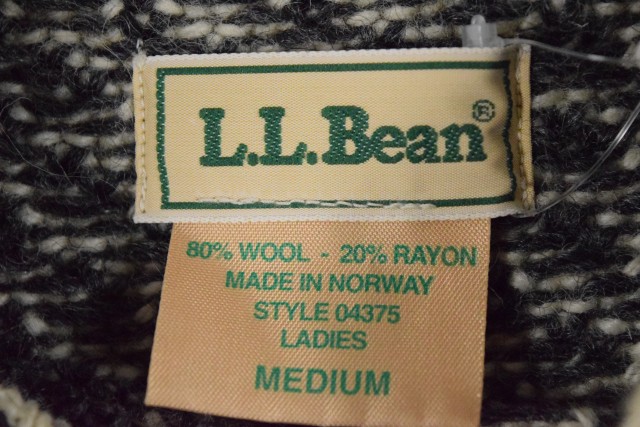 L.L.Bean®
80% WOOL - 20% RAYON
MADE IN NORWAY
STYLE 04375
LADIES
MEDIUM